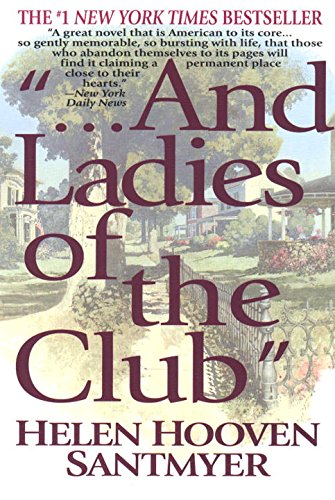 THE #1 NEW YORK TIMES BESTSELLER
"A great novel that is American to its core...
so gently memorable, so bursting with life, that those
who abandon themselves to its pages will
find it claiming a permanent place
close to their
hearts."
—New York
Daily News
"...And
Ladies
of
the
Club"
HELEN HOOVEN
SANTMYER